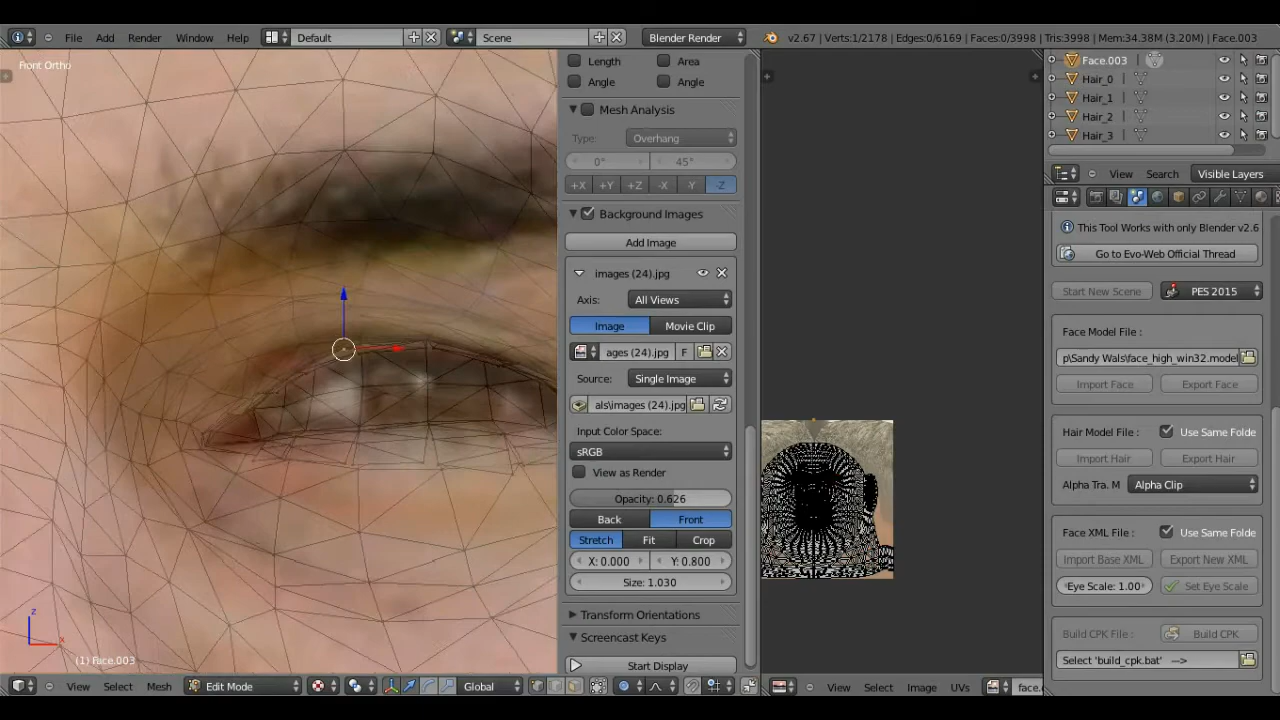 File Add Render Window Help Default Scene Blender Render v2.67 | Verts:1/2178 | Edges:0/6169 | Faces:0/3998 | Tris:3998 | Mem:34.38M (3.20M) | Face.003
Front Ortho
Length Area
Angle Angle
Mesh Analysis
Type: Overhang
0° 45°
+X +Y +Z -X -Y -Z
Background Images
Add Image
images (24).jpg
Axis: All Views
Image Movie Clip
ages (24).jpg F
Source: Single Image
als\images (24).jpg
Input Color Space:
sRGB
View as Render
Opacity: 0.626
Back Front
Stretch Fit Crop
X: 0.000 Y: 0.800
Size: 1.030
Transform Orientations
Screencast Keys
Start Display
z
x
(1) Face.003
View Select Mesh Edit Mode Global
View Select Image UVs face.
Face.003
Hair_0
Hair_1
Hair_2
Hair_3
View Search Visible Layers
This Tool Works with only Blender v2.6
Go to Evo-Web Official Thread
Start New Scene PES 2015
Face Model File :
p\Sandy Wals\face_high_win32.model
Import Face Export Face
Hair Model File : Use Same Folde
Import Hair Export Hair
Alpha Tra. M Alpha Clip
Face XML File : Use Same Folde
Import Base XML Export New XML
Eye Scale: 1.00 Set Eye Scale
Build CPK File : Build CPK
Select 'build_cpk.bat' -->